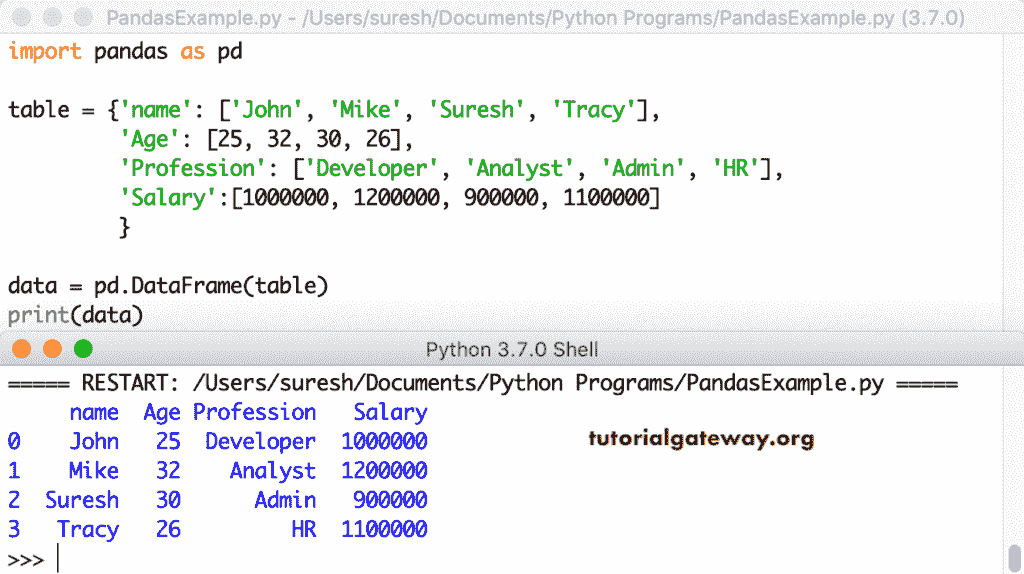 PandasExample.py - /Users/suresh/Documents/Python Programs/PandasExample.py (3.7.0)
import pandas as pd
table = {'name': ['John', 'Mike', 'Suresh', 'Tracy'],
'Age': [25, 32, 30, 26],
'Profession': ['Developer', 'Analyst', 'Admin', 'HR'],
'Salary':[1000000, 1200000, 900000, 1100000]
}
data = pd.DataFrame(table)
print(data)
Python 3.7.0 Shell
===== RESTART: /Users/suresh/Documents/Python Programs/PandasExample.py =====
name Age Profession Salary
0 John 25 Developer 1000000
tutorialgateway.org
1 Mike 32 Analyst 1200000
2 Suresh 30 Admin 900000
3 Tracy 26 HR 1100000
>>>